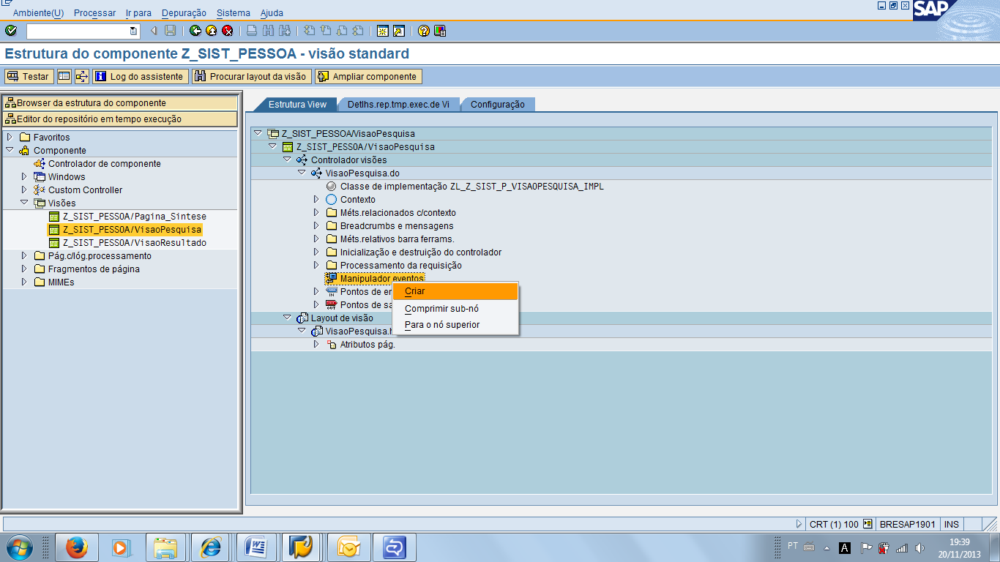 Ambiente(U) Processar Ir para Depuração Sistema Ajuda
SAP
Estrutura do componente Z_SIST_PESSOA - visão standard
Testar Log do assistente Procurar layout da visão Ampliar componente
Browser da estrutura do componente
Editor do repositório em tempo execução
Favoritos
Componente
Controlador de componente
Windows
Custom Controller
Visões
Z_SIST_PESSOA/Pagina_Sintese
Z_SIST_PESSOA/VisaoPesquisa
Z_SIST_PESSOA/VisaoResultado
Pág.c/lóg.processamento
Fragmentos de página
MIMEs
Estrutura View Detlhs.rep.tmp.exec.de Vi Configuração
Z_SIST_PESSOA/VisaoPesquisa
Z_SIST_PESSOA/VisaoPesquisa
Controlador visões
VisaoPesquisa.do
Classe de implementação ZL_Z_SIST_P_VISAOPESQUISA_IMPL
Contexto
Méts.relacionados c/contexto
Breadcrumbs e mensagens
Méts.relativos barra ferrams.
Inicialização e destruição do controlador
Processamento da requisição
Manipulador eventos
IN Pontos de
OUT Pontos de
Criar
Comprimir sub-nó
Para o nó superior
Layout de visão
VisaoPesquisa.
Atributos pág.
CRT (1) 100 BRESAP1901 INS
PT A 19:39
20/11/2013